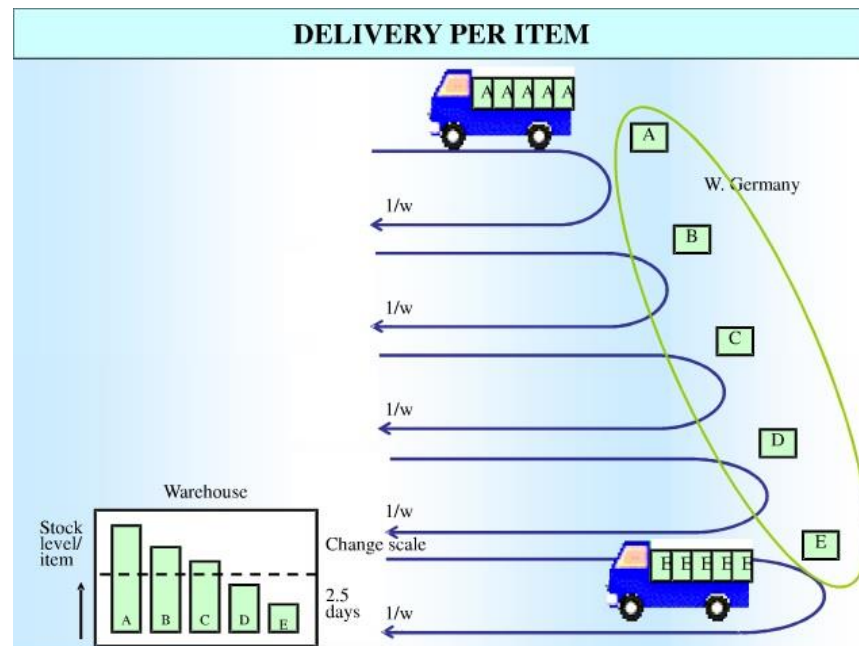 DELIVERY PER ITEM
A A A A A
A
W. Germany
1/w
B
1/w
C
1/w
D
1/w
Warehouse
Stock
level/
item
Change scale
E
E E E E E
2.5
days
1/w
A B C D E